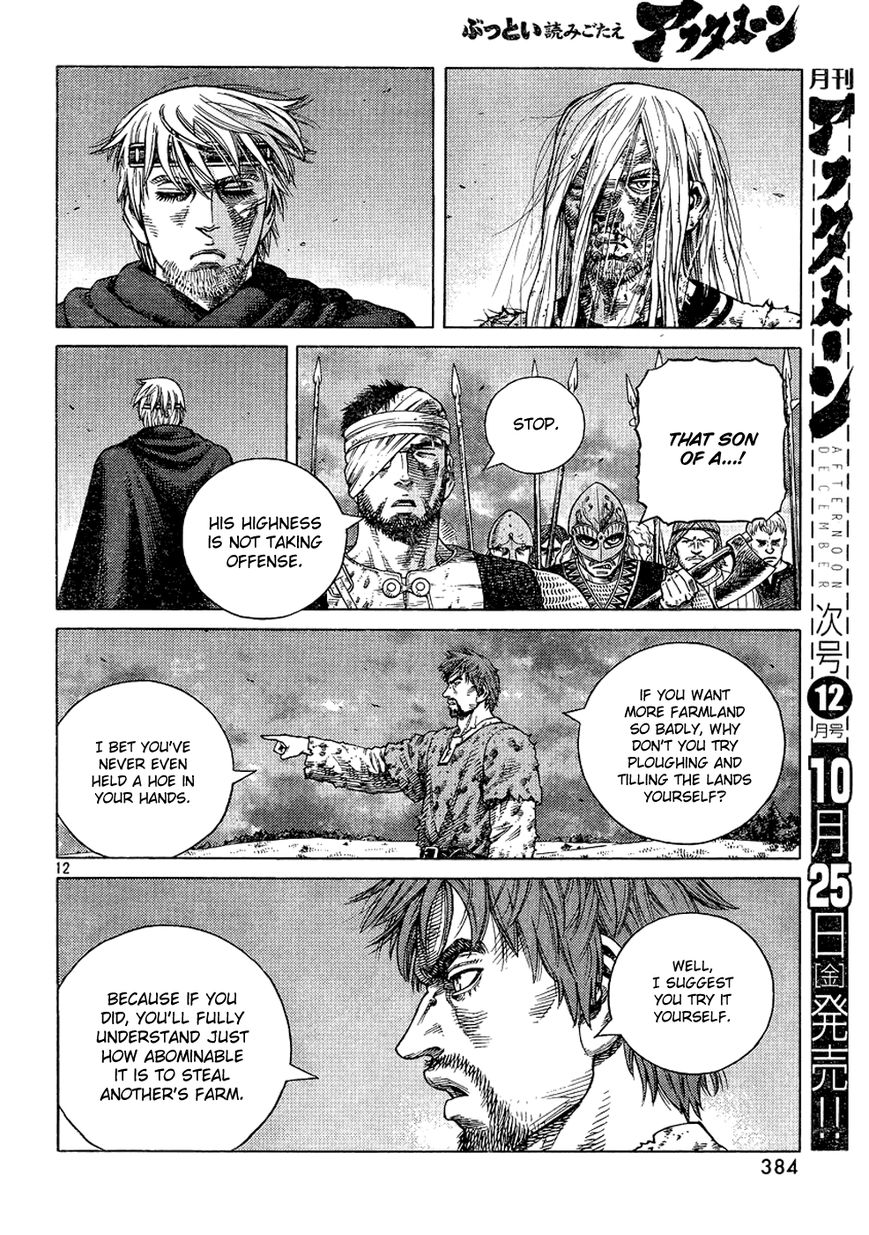 ぶっとい読みごたえ アフタヌーン
月刊
アフタヌーン
AFTERNOON
DECEMBER
次号
12
月号
10月25日[金]発売!!
THAT SON
OF A...!
STOP.
HIS HIGHNESS
IS NOT TAKING
OFFENSE.
IF YOU WANT
MORE FARMLAND
SO BADLY, WHY
DON'T YOU TRY
PLOUGHING AND
TILLING THE LANDS
YOURSELF?
I BET YOU'VE
NEVER EVEN
HELD A HOE IN
YOUR HANDS.
12
WELL,
I SUGGEST
YOU TRY IT
YOURSELF.
BECAUSE IF YOU
DID, YOU'LL FULLY
UNDERSTAND JUST
HOW ABOMINABLE
IT IS TO STEAL
ANOTHER'S FARM.
384